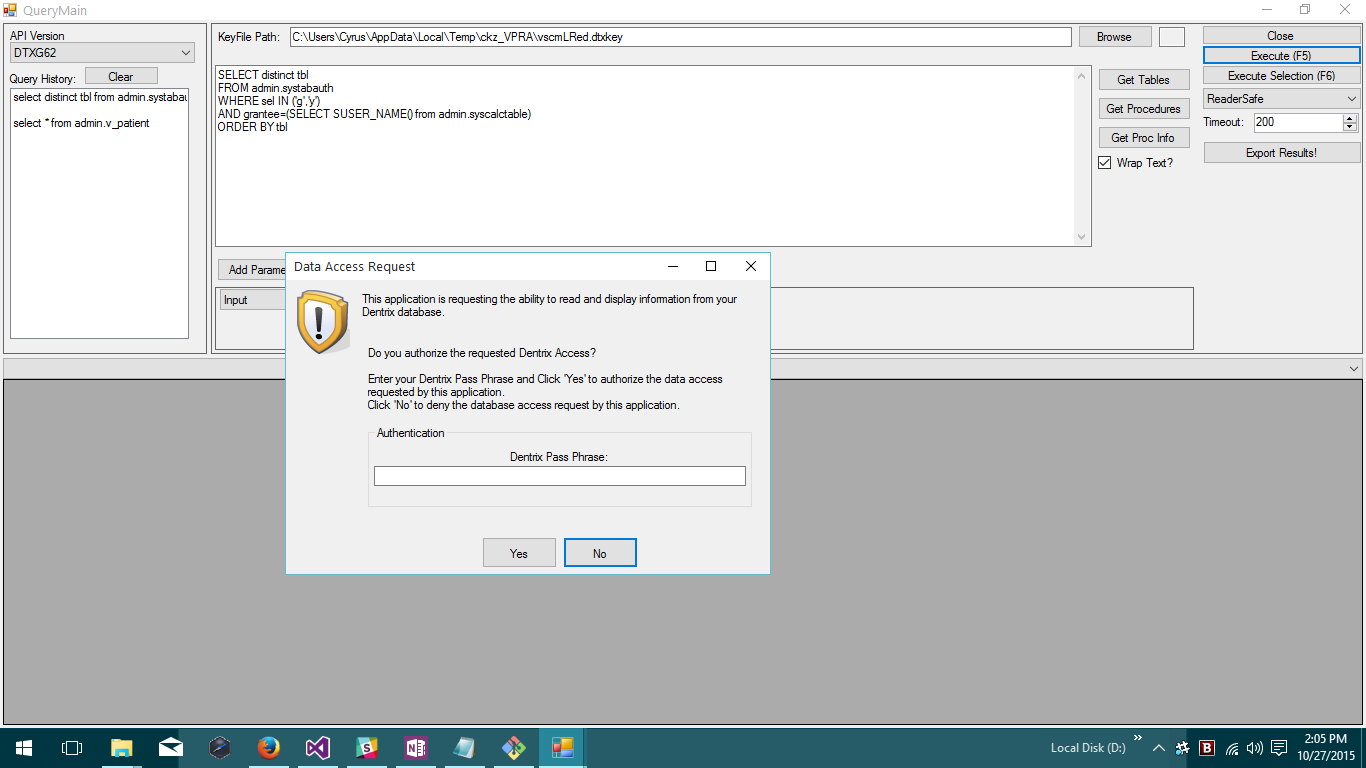 QueryMain
API Version
DTXG62
Query History:
Clear
select distinct tbl from admin.systabau
select * from admin.v_patient
KeyFile Path:
C:\Users\Cyrus\AppData\Local\Temp\ckz_VPRA\vscmLRed.dtxkey
Browse
SELECT distinct tbl
FROM admin.systabauth
WHERE sel IN ('g','y')
AND grantee=(SELECT SUSER_NAME() from admin.syscalctable)
ORDER BY tbl
Get Tables
Get Procedures
Get Proc Info
Wrap Text?
Close
Execute (F5)
Execute Selection (F6)
ReaderSafe
Timeout:
200
Export Results!
Add Parame
Input
Data Access Request
This application is requesting the ability to read and display information from your
Dentrix database.
Do you authorize the requested Dentrix Access?
Enter your Dentrix Pass Phrase and Click 'Yes' to authorize the data access
requested by this application.
Click 'No' to deny the database access request by this application.
Authentication
Dentrix Pass Phrase:
Yes
No
Local Disk (D:)
2:05 PM
10/27/2015